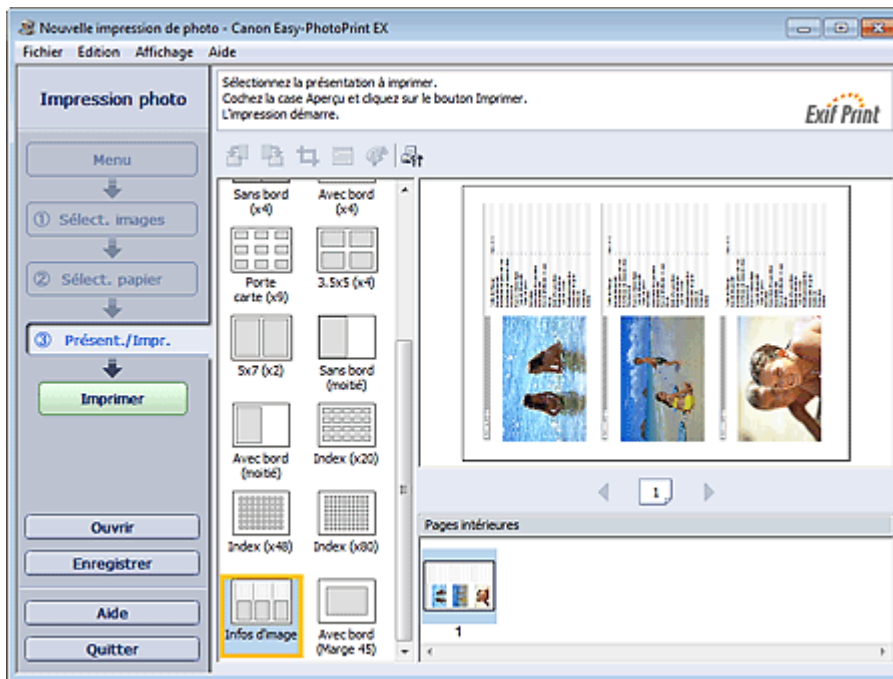 Nouvelle impression de photo - Canon Easy-PhotoPrint EX
Fichier Edition Affichage Aide
Impression photo
Sélectionnez la présentation à imprimer.
Cochez la case Aperçu et cliquez sur le bouton Imprimer.
L'impression démarre.
Exif Print
Menu
① Sélect. images
② Sélect. papier
③ Présent./Impr.
Imprimer
Ouvrir
Enregistrer
Aide
Quitter
Sans bord (x4)
Avec bord (x4)
Porte carte (x9)
3.5x5 (x4)
5x7 (x2)
Sans bord (moitié)
Avec bord (moitié)
Index (x20)
Index (x48)
Index (x80)
Infos d'image
Avec bord (Marge 45)
1
Pages intérieures
1